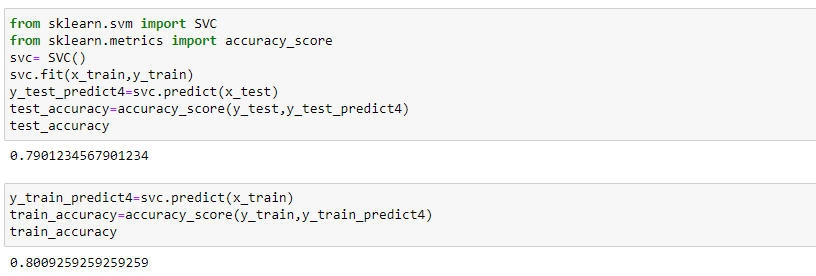 from sklearn.svm import SVC
from sklearn.metrics import accuracy_score
svc= SVC()
svc.fit(x_train,y_train)
y_test_predict4=svc.predict(x_test)
test_accuracy=accuracy_score(y_test,y_test_predict4)
test_accuracy
0.7901234567901234
y_train_predict4=svc.predict(x_train)
train_accuracy=accuracy_score(y_train,y_train_predict4)
train_accuracy
0.8009259259259259